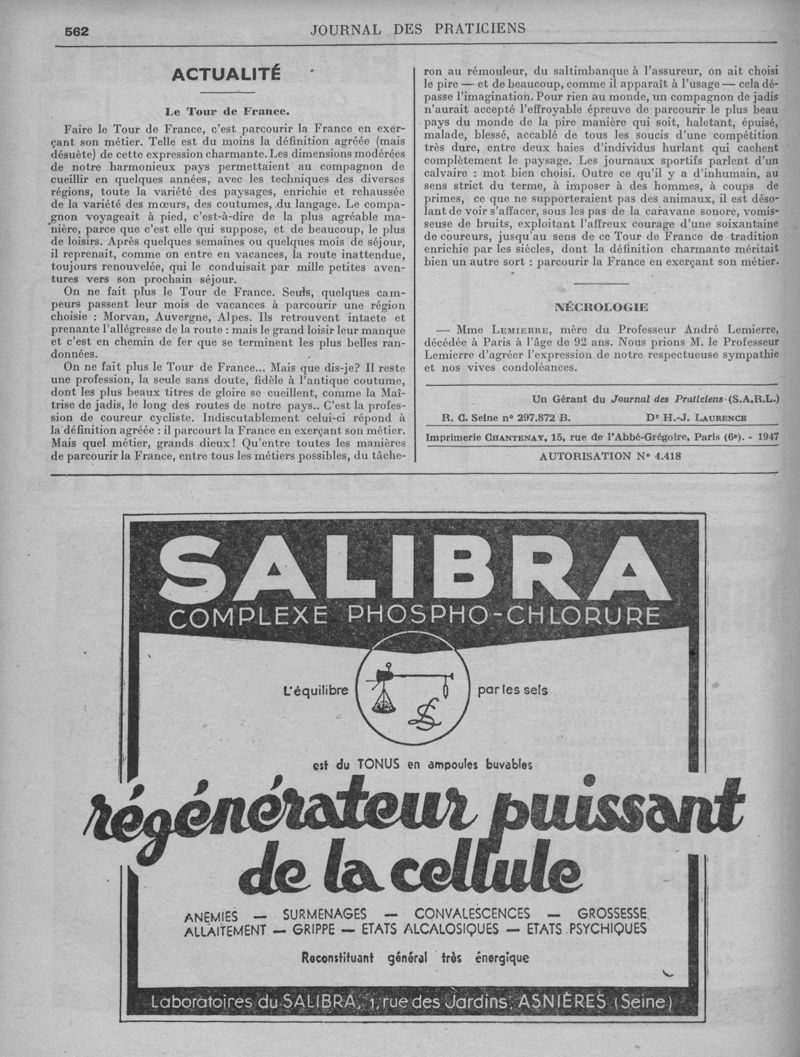 562
JOURNAL DES PRATICIENS
ACTUALITÉ
Le Tour de France.
Faire le Tour de France, c'est parcourir la France en exer-
çant son métier. Telle est du moins la définition agréée (mais
désuète) de cette expression charmante. Les dimensions modérées
de notre harmonieux pays permettaient au compagnon de
cueillir en quelques années, avec les techniques des diverses
régions, toute la variété des paysages, enrichie et rehaussée
de la variété des mœurs, des coutumes, du langage. Le compa-
gnon voyageait à pied, c'est-à-dire de la plus agréable ma-
nière, parce que c'est elle qui suppose, et de beaucoup, le plus
de loisirs. Après quelques semaines ou quelques mois de séjour,
il reprenait, comme on entre en vacances, la route inattendue,
toujours renouvelée, qui le conduisait par mille petites aven-
tures vers son prochain séjour.
On ne fait plus le Tour de France. Seuls, quelques cam-
peurs passent leur mois de vacances à parcourir une région
choisie : Morvan, Auvergne, Alpes. Ils retrouvent intacte et
prenante l'allégresse de la route : mais le grand loisir leur manque
et c'est en chemin de fer que se terminent les plus belles ran-
données.
On ne fait plus le Tour de France... Mais que dis-je? Il reste
une profession, la seule sans doute, fidèle à l'antique coutume,
dont les plus beaux titres de gloire se cueillent, comme la Maî-
trise de jadis, le long des routes de notre pays.. C'est la profes-
sion de coureur cycliste. Indiscutablement celui-ci répond à
la définition agréée : il parcourt la France en exerçant son métier.
Mais quel métier, grands dieux! Qu'entre toutes les manières
de parcourir la France, entre tous les métiers possibles, du tâche-
ron au rémouleur, du saltimbanque à l'assureur, on ait choisi
le pire — et de beaucoup, comme il apparaît à l'usage — cela dé-
passe l'imagination. Pour rien au monde, un compagnon de jadis
n'aurait accepté l'effroyable épreuve de parcourir le plus beau
pays du monde de la pire manière qui soit, haletant, épuisé,
malade, blessé, accablé de tous les soucis d'une compétition
très dure, entre deux haies d'individus hurlant qui cachent
complètement le paysage. Les journaux sportifs parlent d'un
calvaire : mot bien choisi. Outre ce qu'il y a d'inhumain, au
sens strict du terme, à imposer à des hommes, à coups de
primes, ce que ne supporteraient pas des animaux, il est déso-
lant de voir s'affacer, sous les pas de la caravane sonore, vomis-
seuse de bruits, exploitant l'affreux courage d'une soixantaine
de coureurs, jusqu'au sens de ce Tour de France de tradition
enrichie par les siècles, dont la définition charmante méritait
bien un autre sort : parcourir la France en exerçant son métier.
NÉCROLOGIE
— Mme LEMIERRE, mère du Professeur André Lemierre,
décédée à Paris à l'âge de 92 ans. Nous prions M. le Professeur
Lemierre d'agréer l'expression de notre respectueuse sympathie
et nos vives condoléances.
Un Gérant du Journal des Praticiens (S.A.R.L.)
R. C. Seine n° 297.872 B. Dr H.-J. LAURENCE
Imprimerie CHANTENAY, 15, rue de l'Abbé-Grégoire, Paris (6e). - 1947
AUTORISATION N° 4.418
SALIBRA
COMPLEXE PHOSPHO-CHLORURE
L'équilibre par les sels
LS
est du TONUS en ampoules buvables
régénérateur puissant
de la cellule
ANEMIES — SURMENAGES — CONVALESCENCES — GROSSESSE
ALLAITEMENT — GRIPPE — ETATS ALCALOSIQUES — ETATS PSYCHIQUES
Reconstituant général très énergique
Laboratoires du SALIBRA, 1, rue des Jardins, ASNIÈRES (Seine)